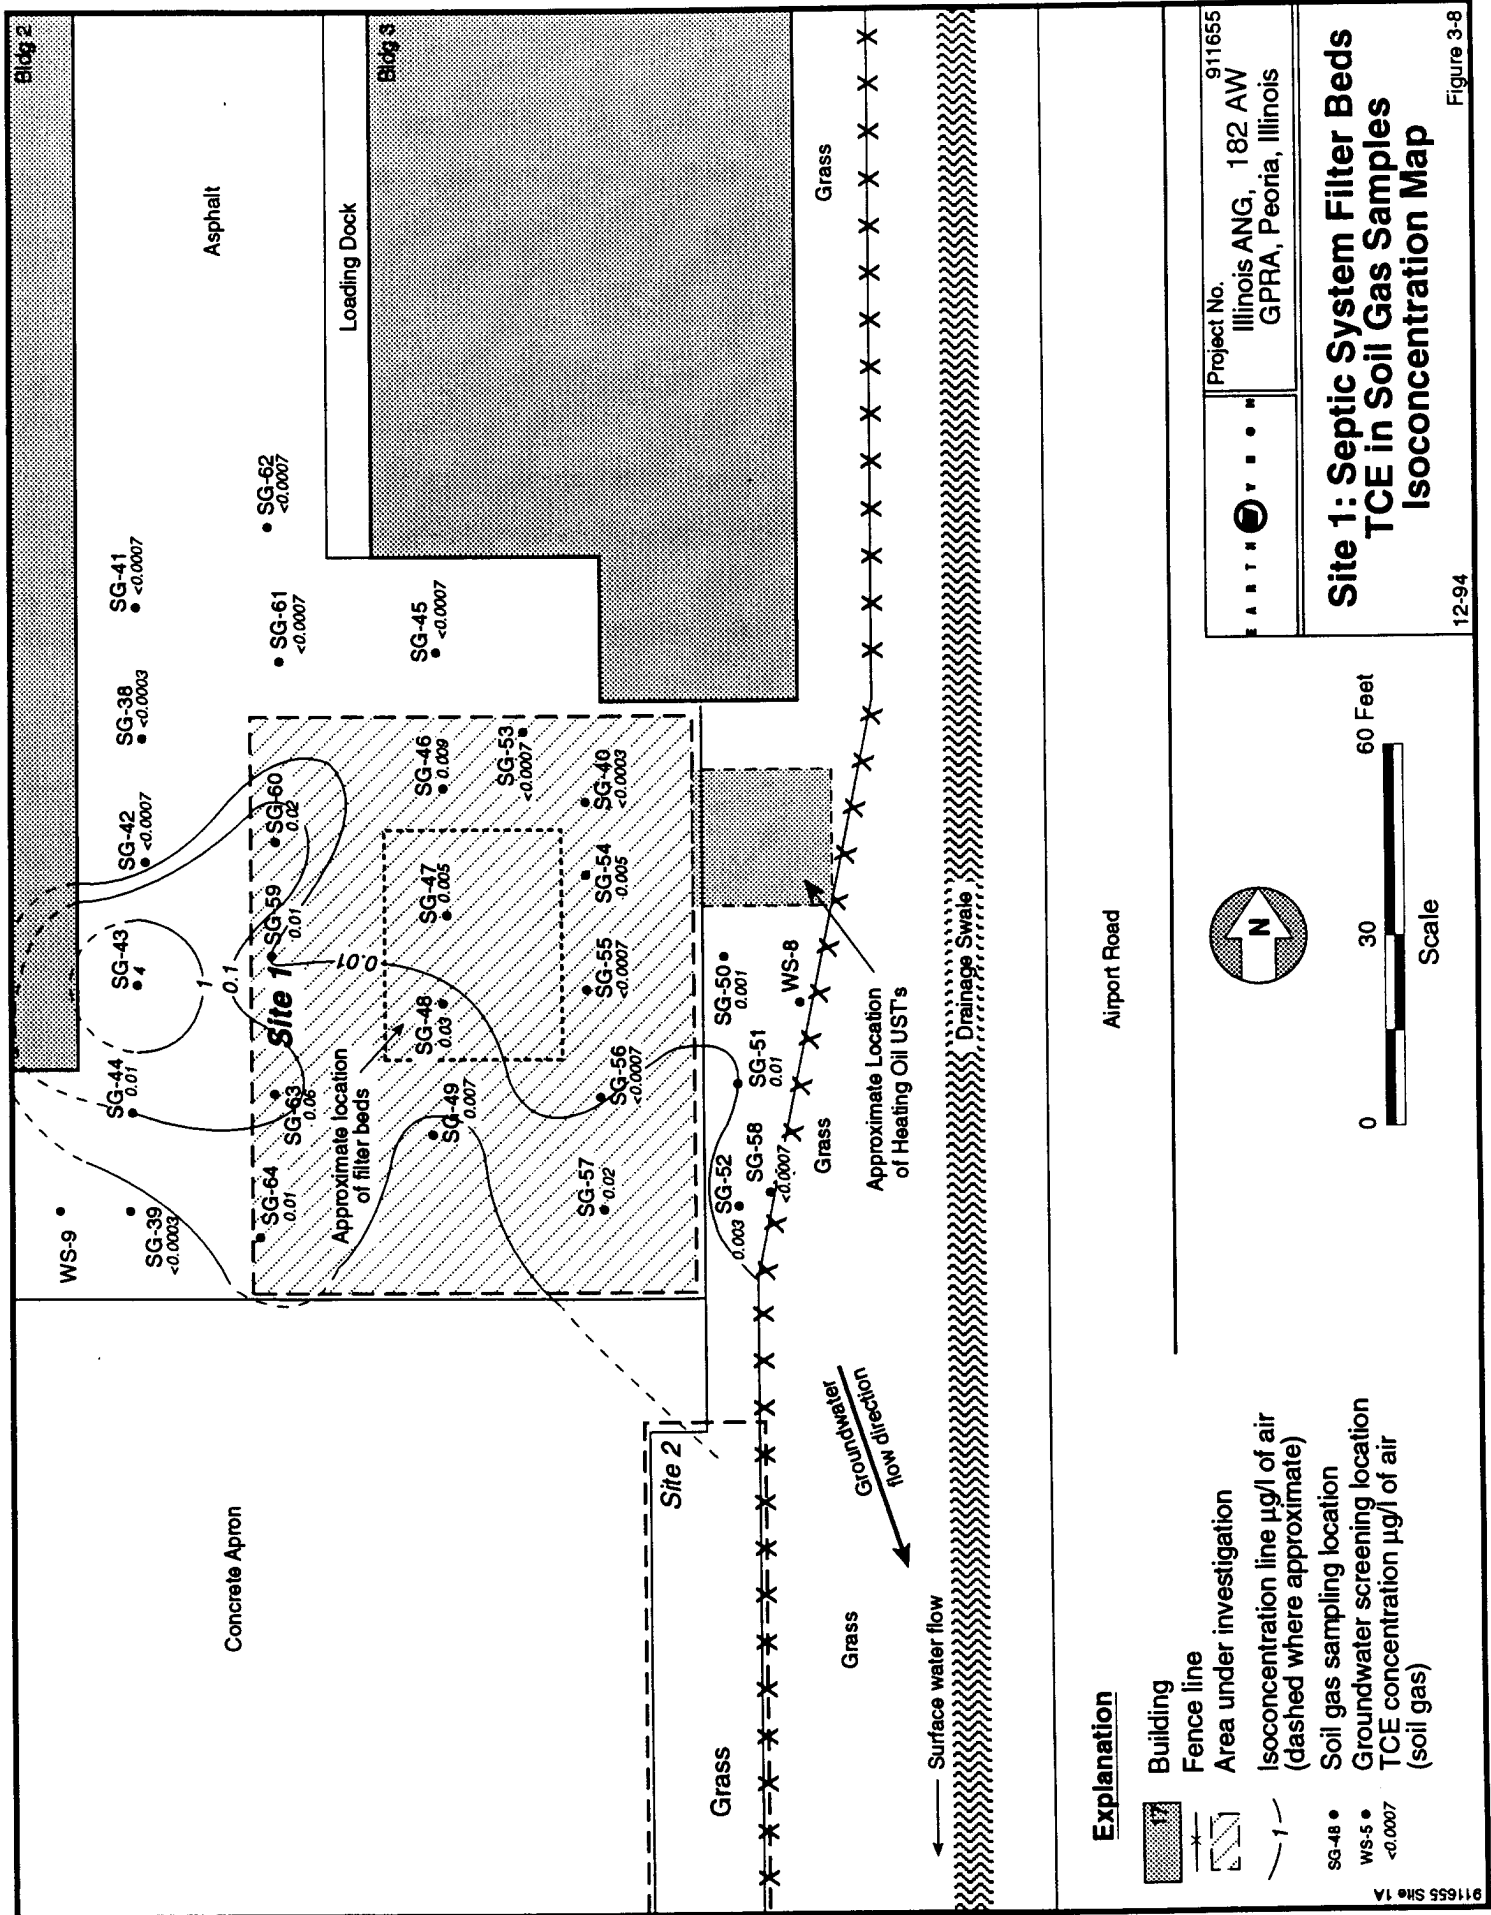 Bldg 2
Asphalt
Loading Dock
Bldg 3
Grass
SG-62
<0.0007
SG-41
<0.0007
SG-61
<0.0007
SG-45
<0.0007
SG-38
<0.0003
SG-42
<0.0007
SG-60
0.02
SG-46
0.009
SG-53
<0.0007
SG-40
<0.0003
SG-59
0.01
SG-47
0.005
SG-54
0.005
SG-43
4
1
0.1
0.01
Site 1
SG-48
0.03
SG-55
<0.0007
SG-50
0.001
WS-8
SG-44
0.01
SG-63
0.06
Approximate location
of filter beds
SG-49
0.007
SG-56
<0.0007
SG-51
0.01
SG-64
0.01
SG-57
0.02
SG-52
0.003
SG-58
<0.0007
Grass
WS-9
SG-39
<0.0003
Approximate Location
of Heating Oil UST's
Drainage Swale
Airport Road
Concrete Apron
Site 2
Groundwater
flow direction
Grass
Grass
Surface water flow
N
0
30
60 Feet
Scale
Explanation
17
Building
Fence line
Area under investigation
1
Isoconcentration line µg/l of air
(dashed where approximate)
SG-48
Soil gas sampling location
WS-5
Groundwater screening location
<0.0007
TCE concentration µg/l of air
(soil gas)
EARTH TECH
Project No.
911655
Illinois ANG, 182 AW
GPRA, Peoria, Illinois
Site 1: Septic System Filter Beds
TCE in Soil Gas Samples
Isoconcentration Map
12-94
Figure 3-8
911655 Site 1A